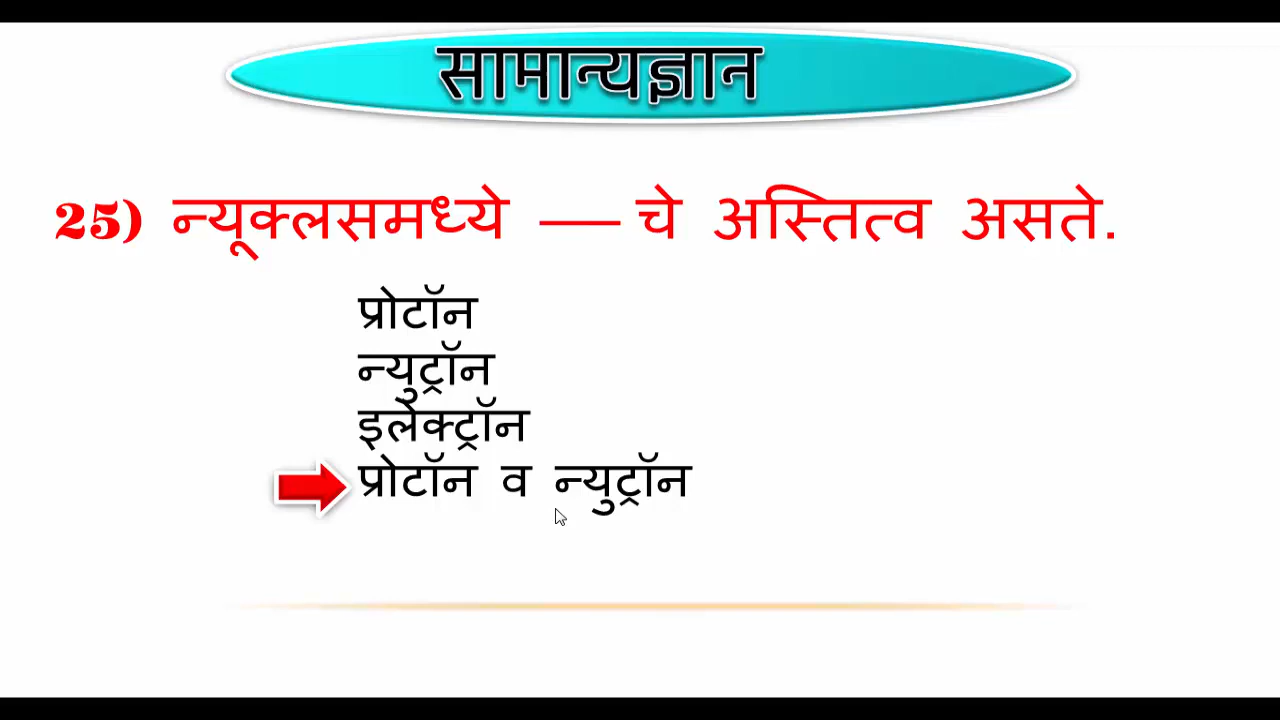 सामान्यज्ञान
25) न्यूक्लसमध्ये — चे अस्तित्व असते.
प्रोटॉन
न्युट्रॉन
इलेक्ट्रॉन
प्रोटॉन व न्युट्रॉन